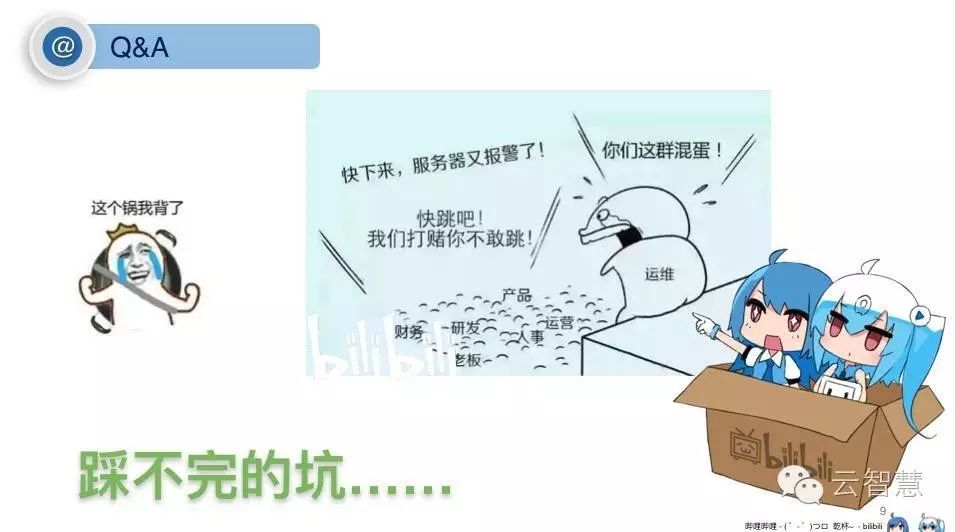 @ Q&A
快下来，服务器又报警了！
你们这群混蛋！
这个锅我背了
快跳吧！
我们打赌你不敢跳！
运维
产品
财务 研发 人事 运营
老板
bilibili
bilibili
踩不完的坑......
云智慧
9
哔哩哔哩 - ( ゜- ゜)つロ 乾杯~ - bilibili